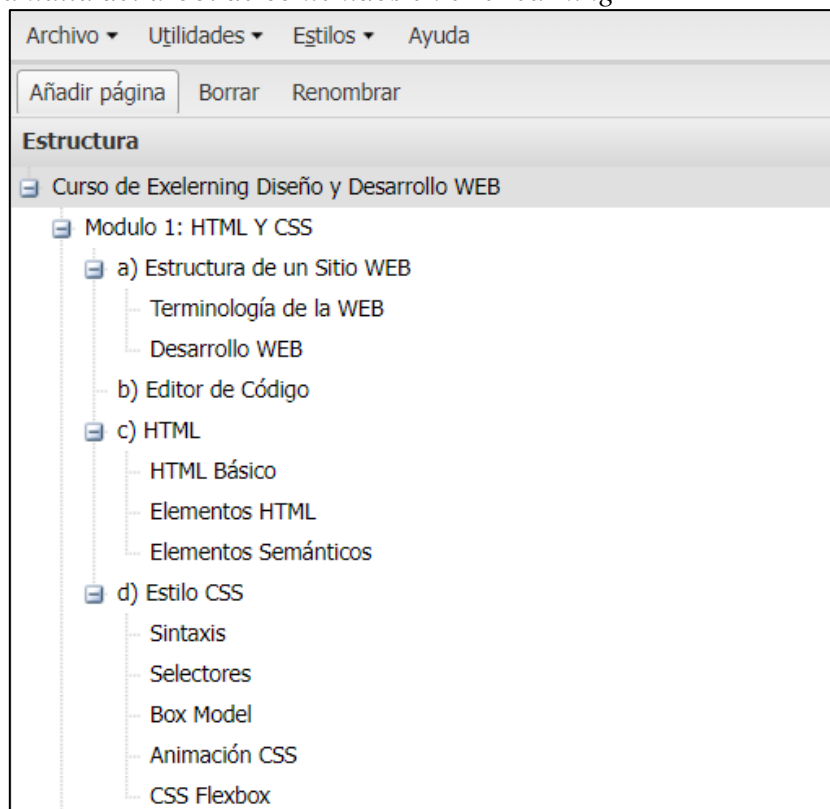 Archivo Utilidades Estilos Ayuda
Añadir página Borrar Renombrar
Estructura
Curso de Exelerning Diseño y Desarrollo WEB
Modulo 1: HTML Y CSS
a) Estructura de un Sitio WEB
Terminología de la WEB
Desarrollo WEB
b) Editor de Código
c) HTML
HTML Básico
Elementos HTML
Elementos Semánticos
d) Estilo CSS
Sintaxis
Selectores
Box Model
Animación CSS
CSS Flexbox